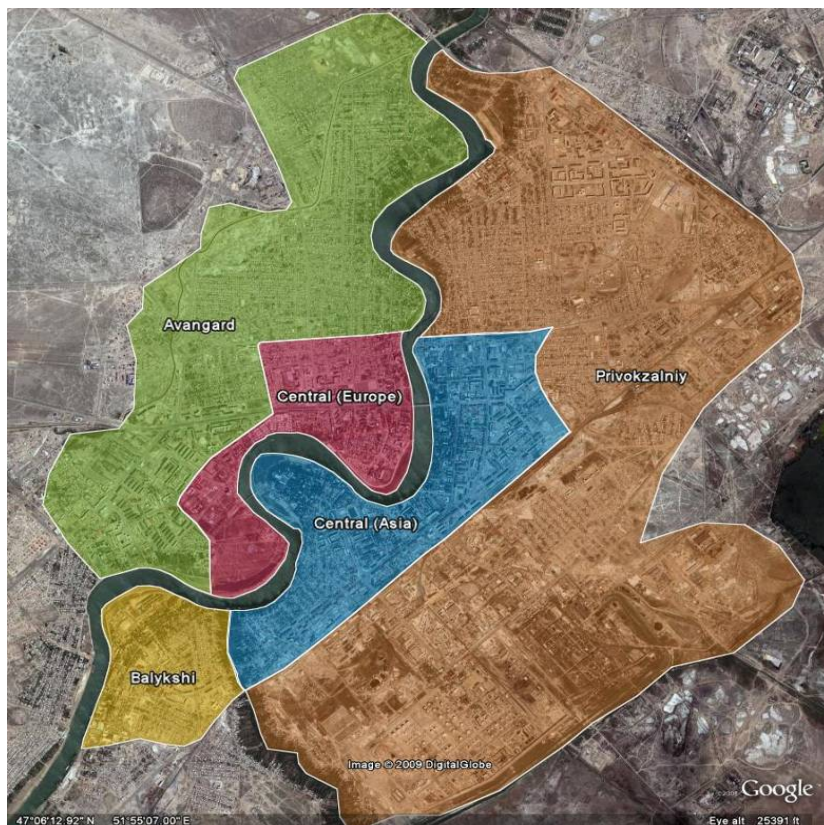 Avangard
Privokzalniy
Central (Europe)
Central (Asia)
Balykshi
Image © 2009 DigitalGlobe
Google
47°06'12.92" N 51°55'07.00" E
Eye alt 25391 ft